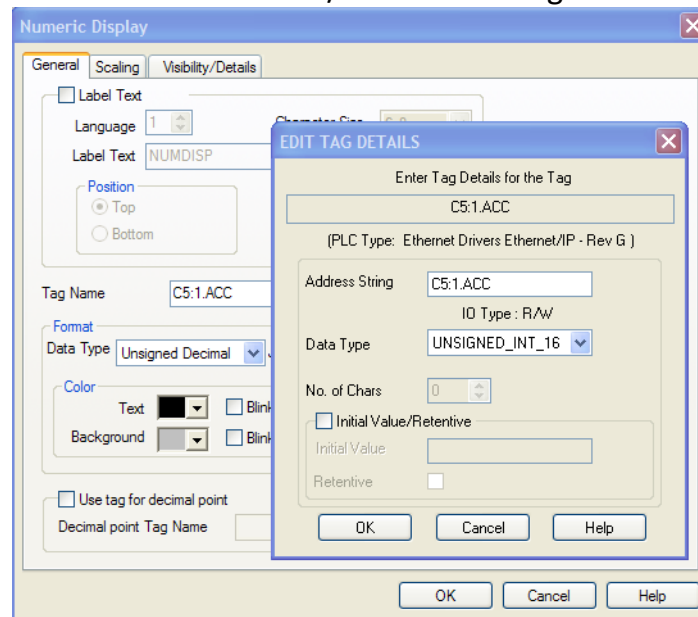 Numeric Display
General Scaling Visibility/Details
Label Text
Language 1
Label Text NUMDISP
Position
Top
Bottom
Tag Name C5:1.ACC
Format
Data Type Unsigned Decimal
Color
Text Blink
Background Blink
Use tag for decimal point
Decimal point Tag Name
EDIT TAG DETAILS
Enter Tag Details for the Tag
C5:1.ACC
(PLC Type: Ethernet Drivers Ethernet/IP - Rev G )
Address String C5:1.ACC
IO Type : R/W
Data Type UNSIGNED_INT_16
No. of Chars 0
Initial Value/Retentive
Initial Value
Retentive
OK Cancel Help
OK Cancel Help